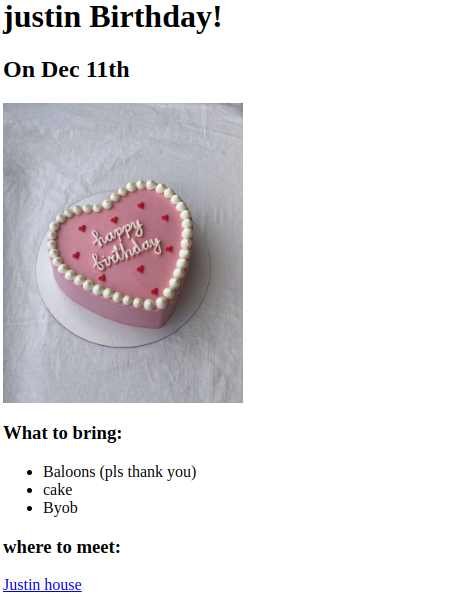 justin Birthday!
On Dec 11th
happy
birthday
What to bring:
Baloons (pls thank you)
cake
Byob
where to meet:
Justin house